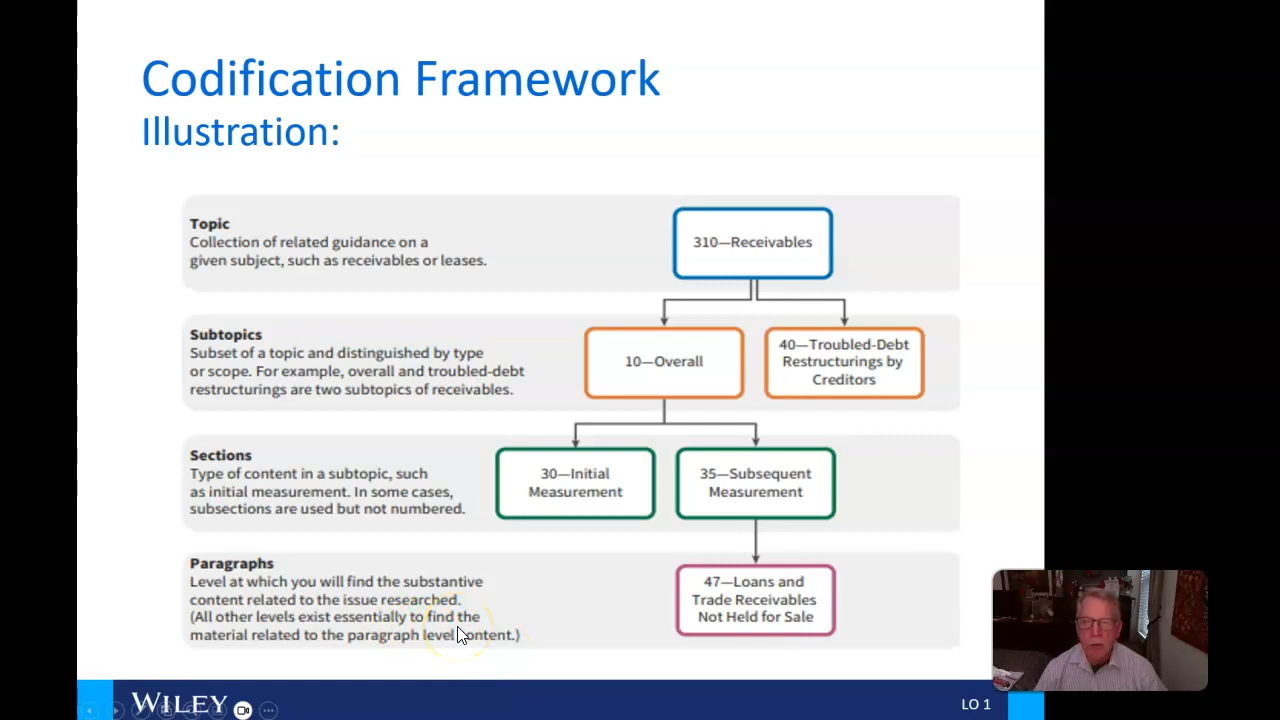 Codification Framework
Illustration:
Topic
Collection of related guidance on a
given subject, such as receivables or leases.
310—Receivables
Subtopics
Subset of a topic and distinguished by type
or scope. For example, overall and troubled-debt
restructurings are two subtopics of receivables.
10—Overall
40—Troubled-Debt
Restructurings by
Creditors
Sections
Type of content in a subtopic, such
as initial measurement. In some cases,
subsections are used but not numbered.
30—Initial
Measurement
35—Subsequent
Measurement
Paragraphs
Level at which you will find the substantive
content related to the issue researched.
(All other levels exist essentially to find the
material related to the paragraph level content.)
47—Loans and
Trade Receivables
Not Held for Sale
WILEY
LO 1